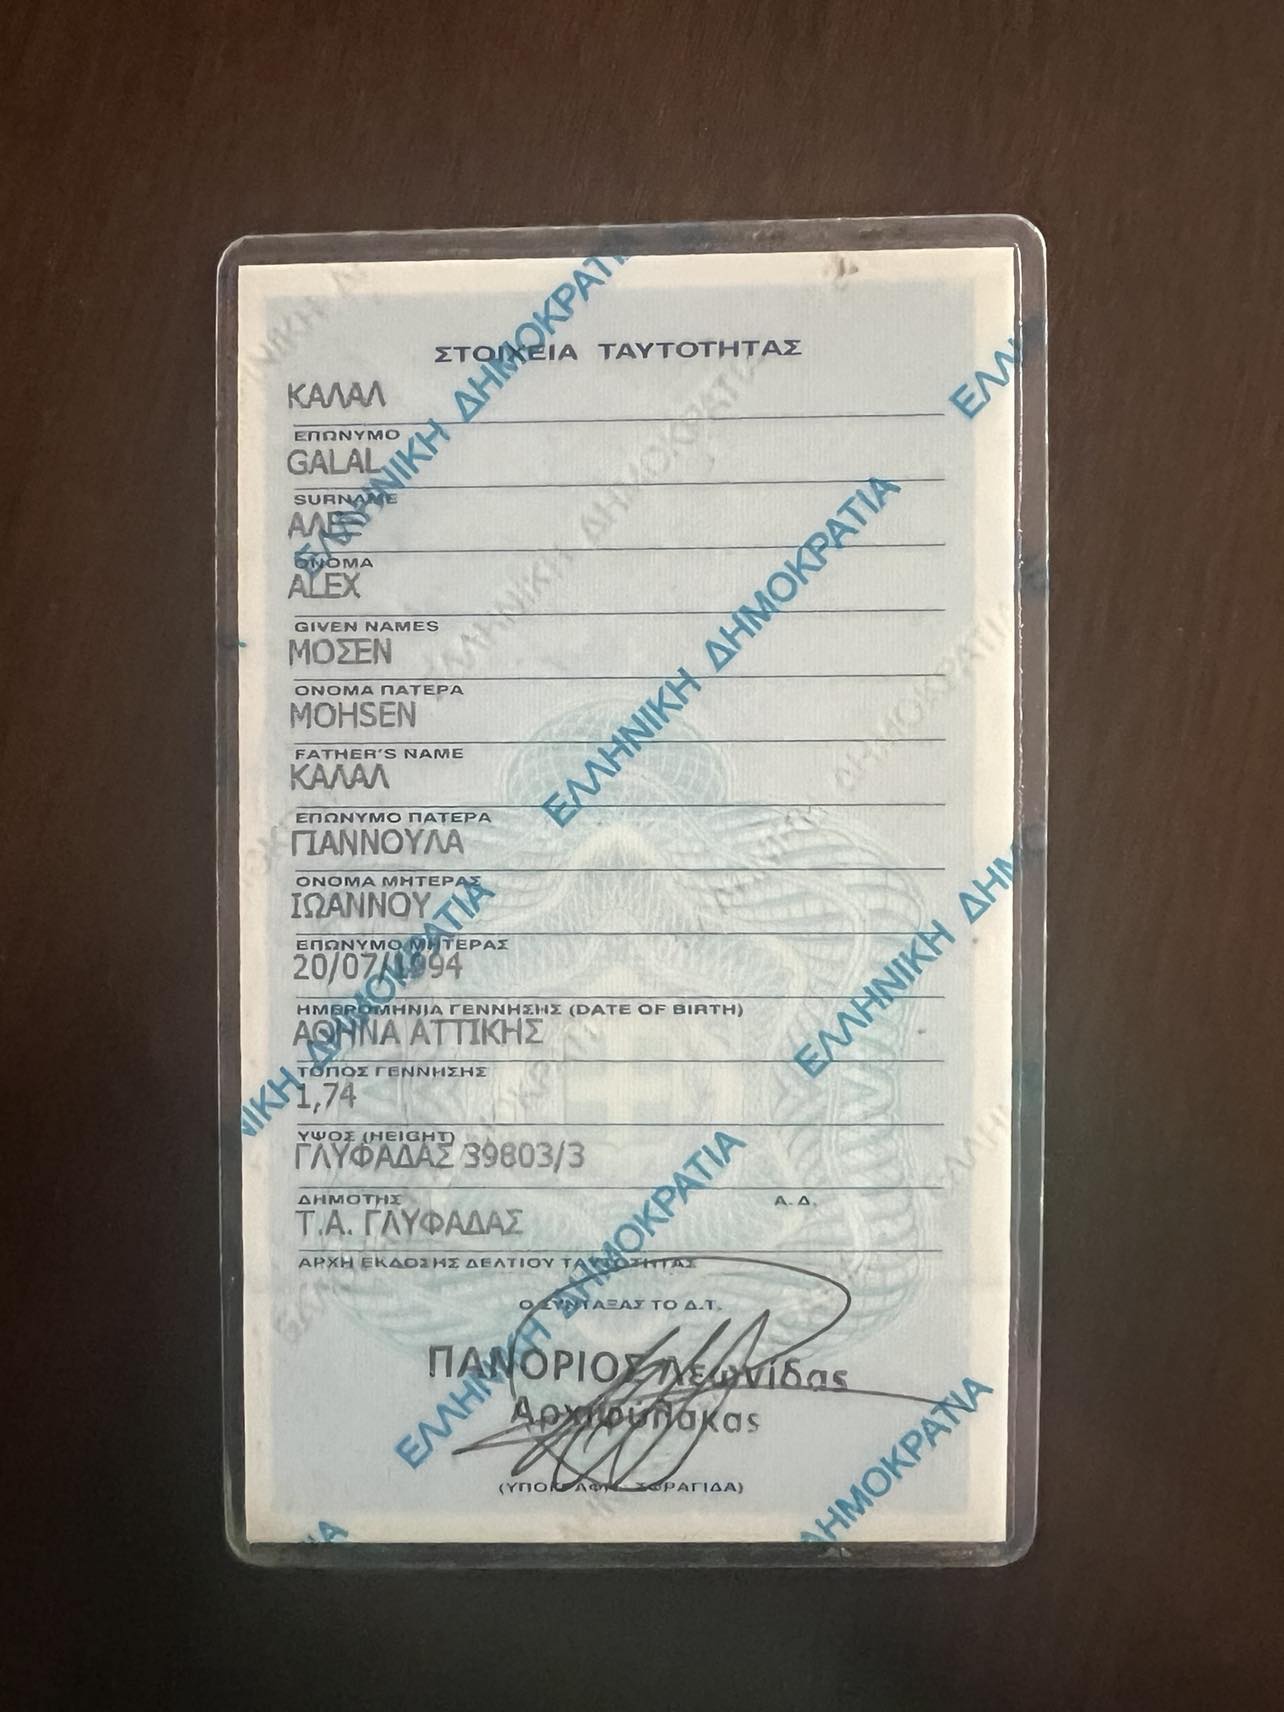 ΣΤΟΙΧΕΙΑ ΤΑΥΤΟΤΗΤΑΣ
ΚΑΛΑΛ
ΕΠΩΝΥΜΟ
GALAL
SURNAME
ΑΛΕΞ
ΟΝΟΜΑ
ALEX
GIVEN NAMES
ΜΟΣΕΝ
ΟΝΟΜΑ ΠΑΤΕΡΑ
MOHSEN
FATHER'S NAME
ΚΑΛΑΛ
ΕΠΩΝΥΜΟ ΠΑΤΕΡΑ
ΓΙΑΝΝΟΥΛΑ
ΟΝΟΜΑ ΜΗΤΕΡΑΣ
ΙΩΑΝΝΟΥ
ΕΠΩΝΥΜΟ ΜΗΤΕΡΑΣ
20/07/1994
ΗΜΕΡΟΜΗΝΙΑ ΓΕΝΝΗΣΗΣ (DATE OF BIRTH)
ΑΘΗΝΑ ΑΤΤΙΚΗΣ
ΤΟΠΟΣ ΓΕΝΝΗΣΗΣ
1,74
ΥΨΟΣ (HEIGHT)
ΓΛΥΦΑΔΑΣ 39803/3
ΔΗΜΟΤΗΣ Α.Δ.
Τ.Α. ΓΛΥΦΑΔΑΣ
ΑΡΧΗ ΕΚΔΟΣΗΣ ΔΕΛΤΙΟΥ ΤΑΥΤΟΤΗΤΑΣ
Ο ΣΥΝΤΑΞΑΣ ΤΟ Δ.Τ.
ΠΑΝΟΡΙΟΣ Λεωνίδας
Αρχιφύλακας
(ΥΠΟΓΡΑΦΗ - ΣΦΡΑΓΙΔΑ)
ΕΛΛΗΝΙΚΗ ΔΗΜΟΚΡΑΤΙΑ
ΕΛΛΗΝΙΚΗ ΔΗΜΟΚΡΑΤΙΑ
ΕΛΛΗΝΙΚΗ ΔΗΜΟΚΡΑΤΙΑ